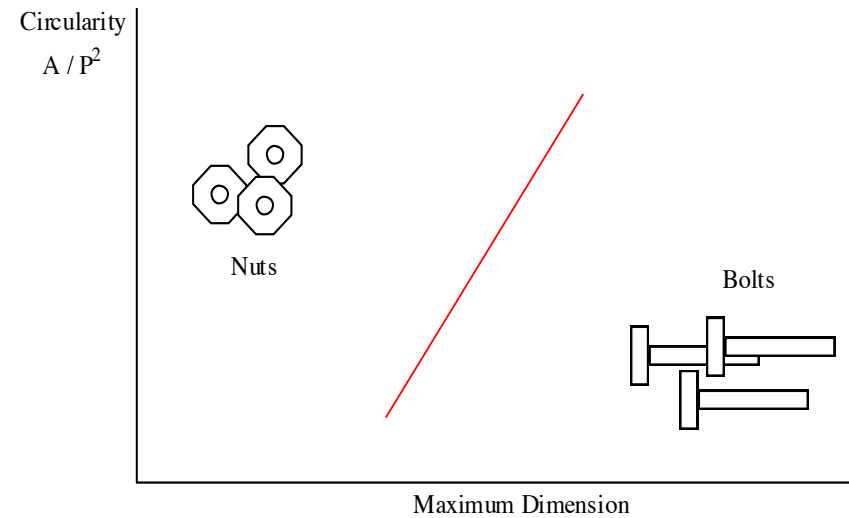 Circularity
A / P²
Nuts
Bolts
Maximum Dimension